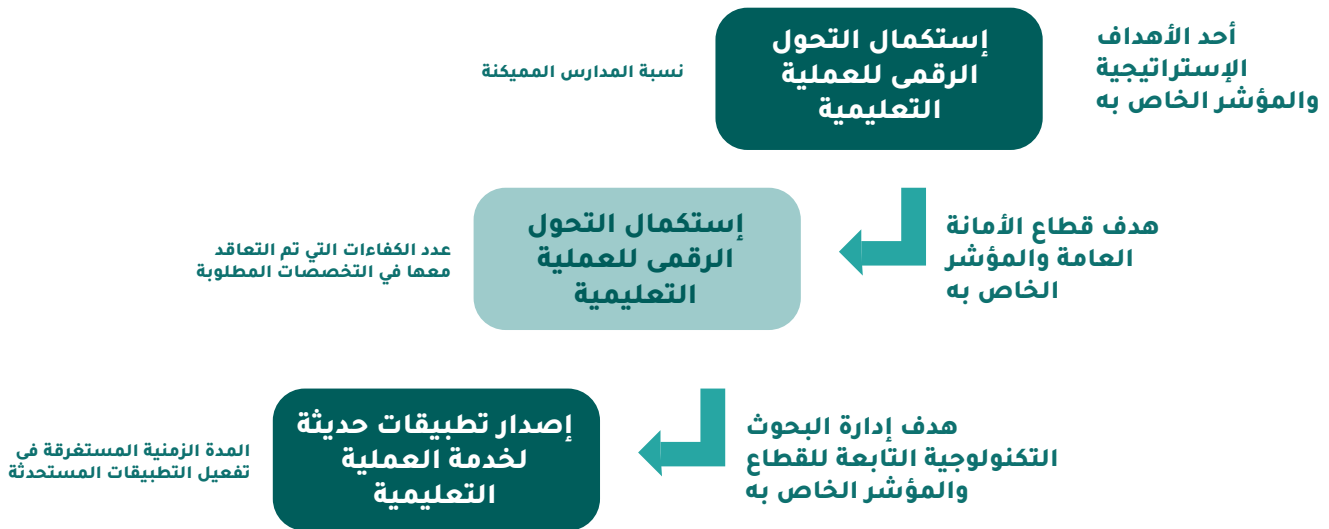 أحد الأهداف
الإستراتيجية
والمؤشر الخاص به
إستكمال التحول
الرقمى للعملية
التعليمية
نسبة المدارس المميكنة
هدف قطاع الأمانة
العامة والمؤشر
الخاص به
إستكمال التحول
الرقمى للعملية
التعليمية
عدد الكفاءات التي تم التعاقد
معها في التخصصات المطلوبة
هدف إدارة البحوث
التكنولوجية التابعة للقطاع
والمؤشر الخاص به
إصدار تطبيقات حديثة
لخدمة العملية
التعليمية
المدة الزمنية المستغرقة فى
تفعيل التطبيقات المستحدثة